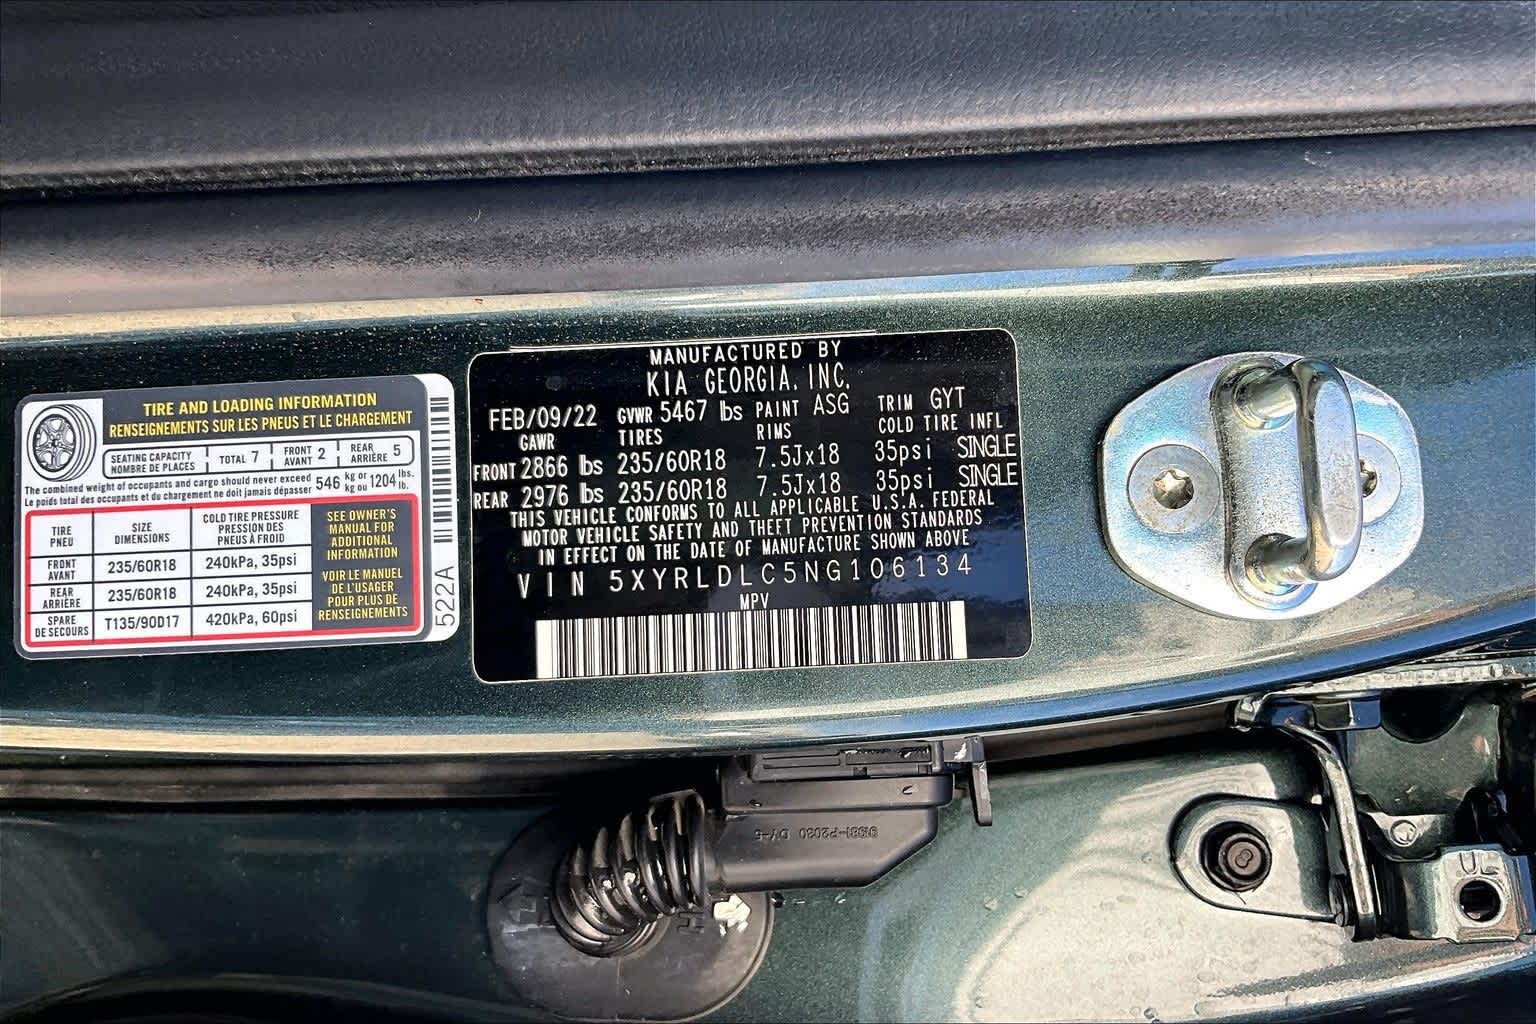 TIRE AND LOADING INFORMATION
RENSEIGNEMENTS SUR LES PNEUS ET LE CHARGEMENT
SEATING CAPACITY
NOMBRE DE PLACES
TOTAL 7
FRONT
AVANT 2
REAR
ARRIÈRE 5
The combined weight of occupants and cargo should never exceed 546 kg or 1204 lbs.
Le poids total des occupants et du chargement ne doit jamais dépasser kg ou lb.
TIRE
PNEU
SIZE
DIMENSIONS
COLD TIRE PRESSURE
PRESSION DES
PNEUS À FROID
FRONT
AVANT
235/60R18
240kPa, 35psi
REAR
ARRIÈRE
235/60R18
240kPa, 35psi
SPARE
DE SECOURS
T135/90D17
420kPa, 60psi
SEE OWNER'S
MANUAL FOR
ADDITIONAL
INFORMATION
VOIR LE MANUEL
DE L'USAGER
POUR PLUS DE
RENSEIGNEMENTS
522A
MANUFACTURED BY
KIA GEORGIA, INC.
FEB/09/22 GVWR 5467 lbs PAINT ASG TRIM GYT
GAWR TIRES RIMS COLD TIRE INFL
FRONT 2866 lbs 235/60R18 7.5Jx18 35psi SINGLE
REAR 2976 lbs 235/60R18 7.5Jx18 35psi SINGLE
THIS VEHICLE CONFORMS TO ALL APPLICABLE U.S.A. FEDERAL
MOTOR VEHICLE SAFETY AND THEFT PREVENTION STANDARDS
IN EFFECT ON THE DATE OF MANUFACTURE SHOWN ABOVE
VIN 5XYRLDLC5NG106134
MPV
91981-P2030 DY-5